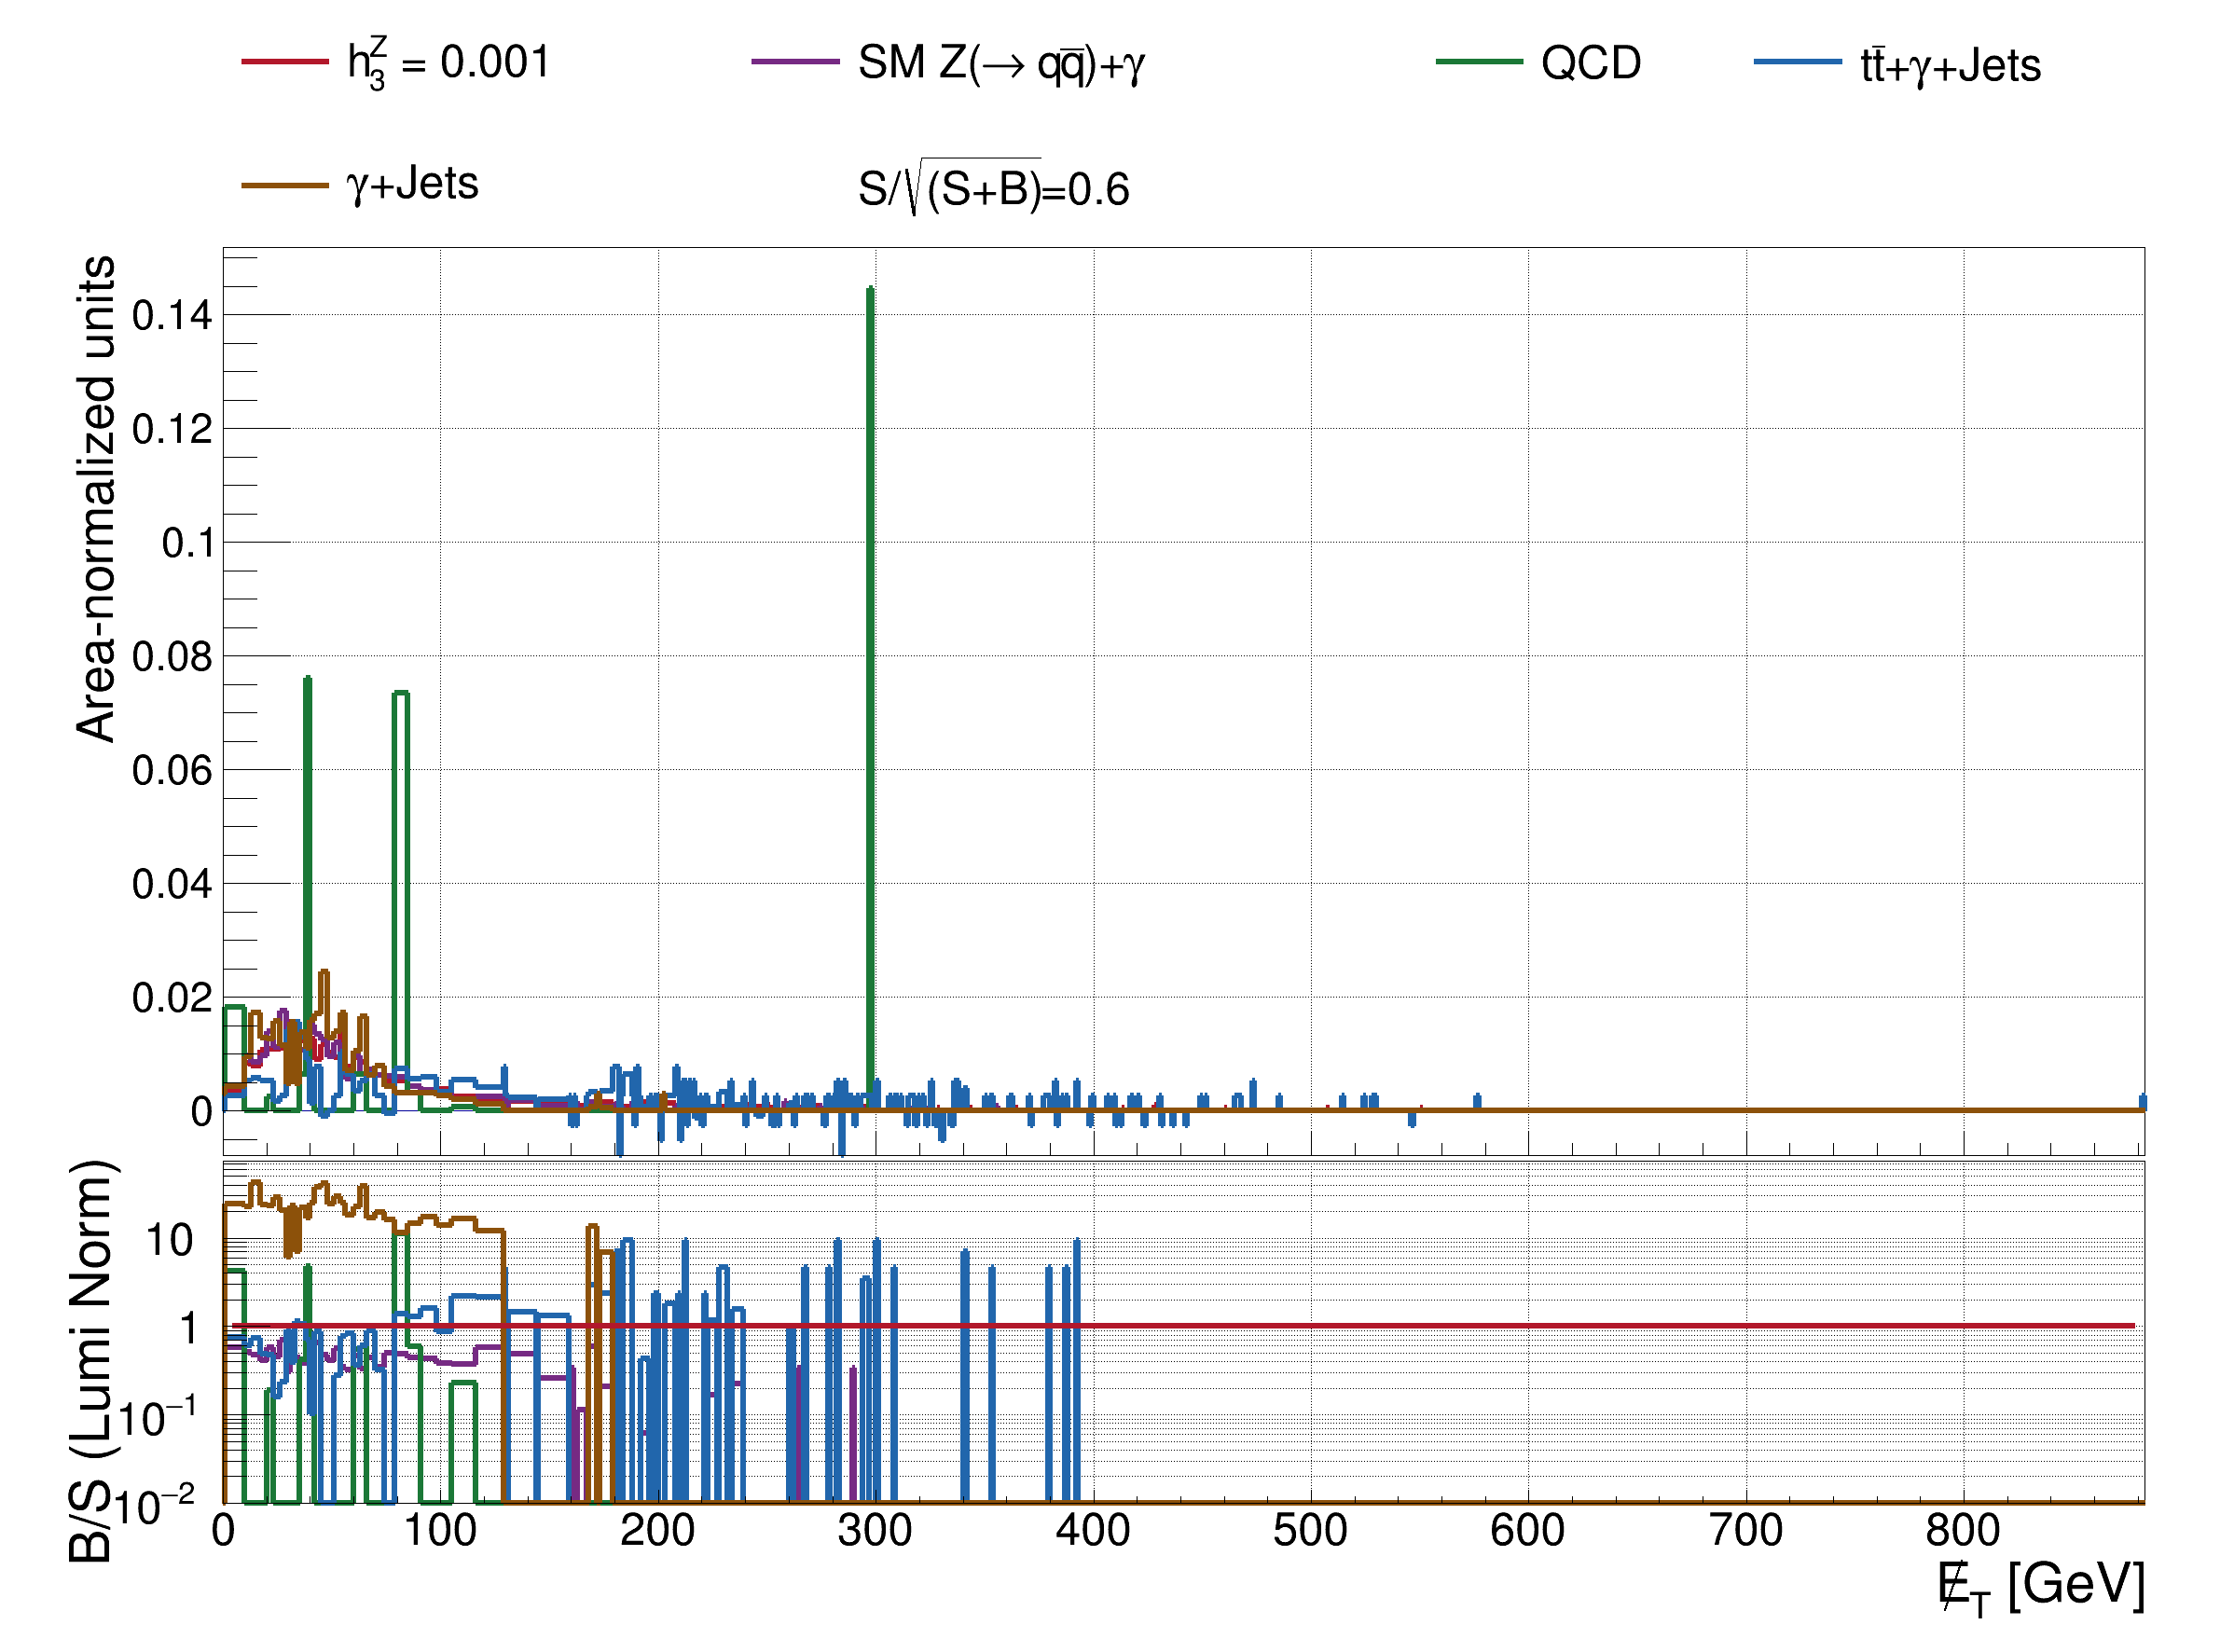 h₃ᶻ = 0.001
SM Z(→ qq̅)+γ
QCD
tt̅+γ+Jets
γ+Jets
S/√(S+B)=0.6
Area-normalized units
0.14
0.12
0.1
0.08
0.06
0.04
0.02
0
B/S (Lumi Norm)
10
1
10⁻¹
10⁻²
0 100 200 300 400 500 600 700 800
E̸_T [GeV]